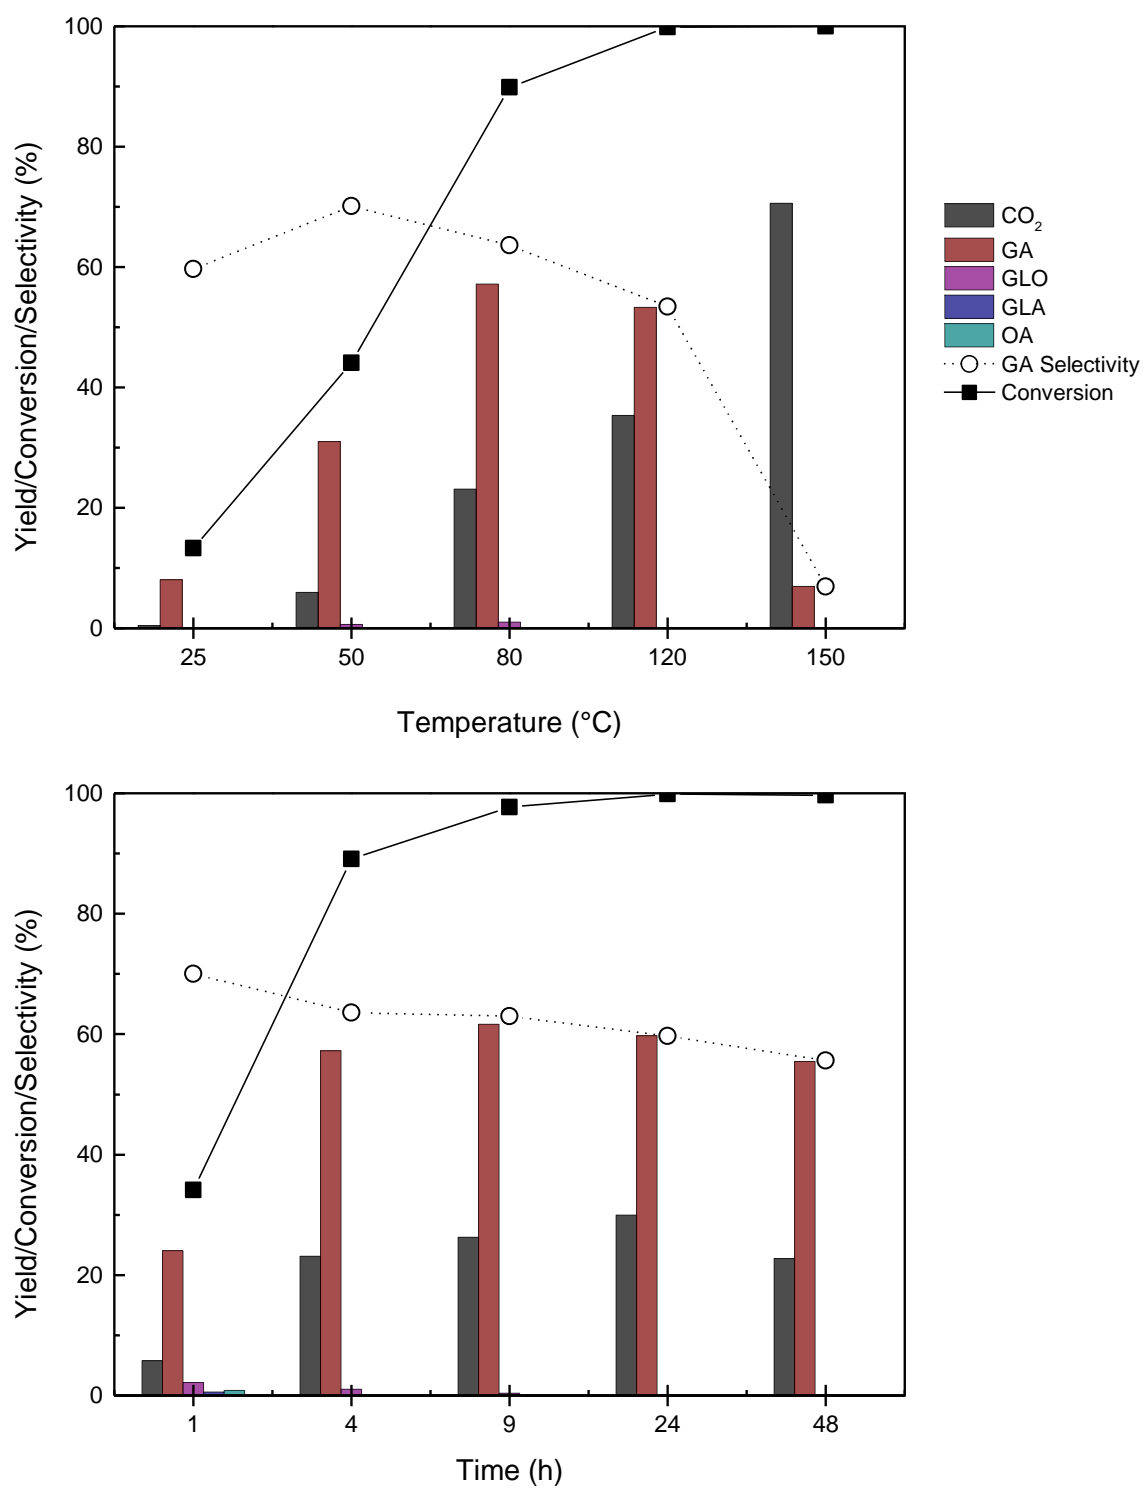 Yield/Conversion/Selectivity (%)
100
80
60
40
20
0
25 50 80 120 150
Temperature (°C)
CO2
GA
GLO
GLA
OA
GA Selectivity
Conversion
Yield/Conversion/Selectivity (%)
100
80
60
40
20
0
1 4 9 24 48
Time (h)